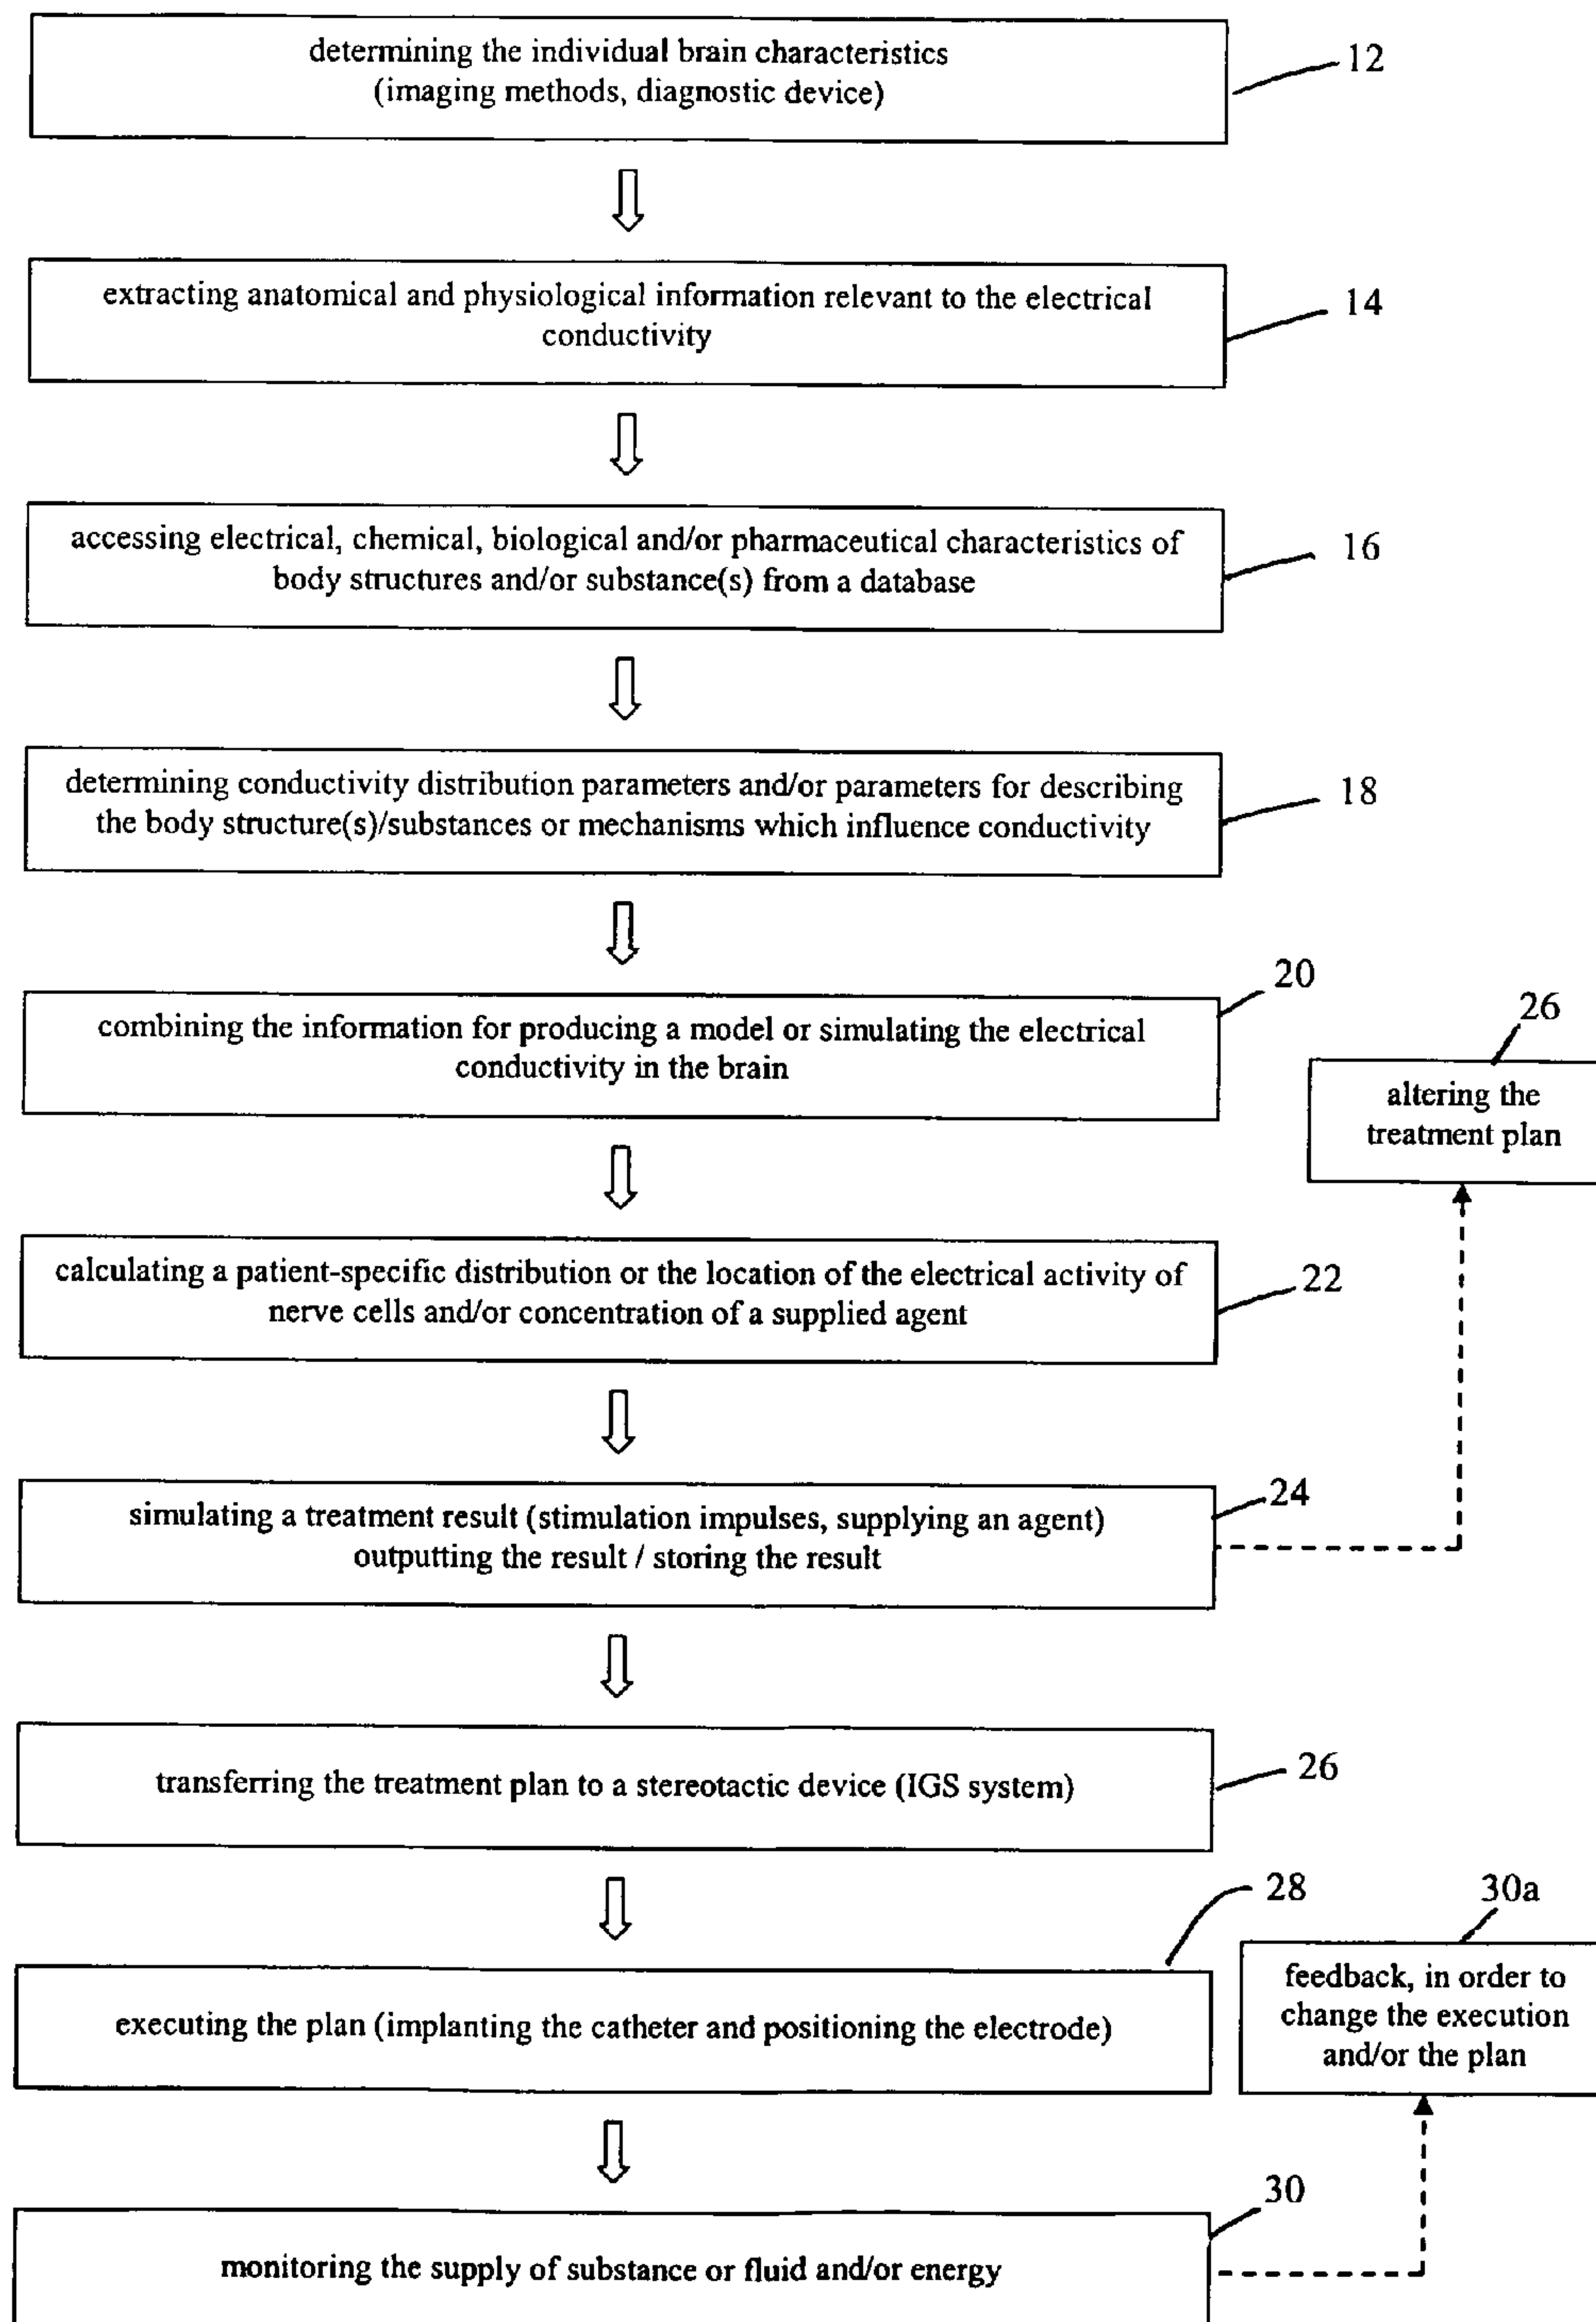 determining the individual brain characteristics
(imaging methods, diagnostic device)
12
extracting anatomical and physiological information relevant to the electrical
conductivity
14
accessing electrical, chemical, biological and/or pharmaceutical characteristics of
body structures and/or substance(s) from a database
16
determining conductivity distribution parameters and/or parameters for describing
the body structure(s)/substances or mechanisms which influence conductivity
18
combining the information for producing a model or simulating the electrical
conductivity in the brain
20
26
altering the
treatment plan
calculating a patient-specific distribution or the location of the electrical activity of
nerve cells and/or concentration of a supplied agent
22
simulating a treatment result (stimulation impulses, supplying an agent)
outputting the result / storing the result
24
transferring the treatment plan to a stereotactic device (IGS system)
26
executing the plan (implanting the catheter and positioning the electrode)
28
30a
feedback, in order to
change the execution
and/or the plan
monitoring the supply of substance or fluid and/or energy
30